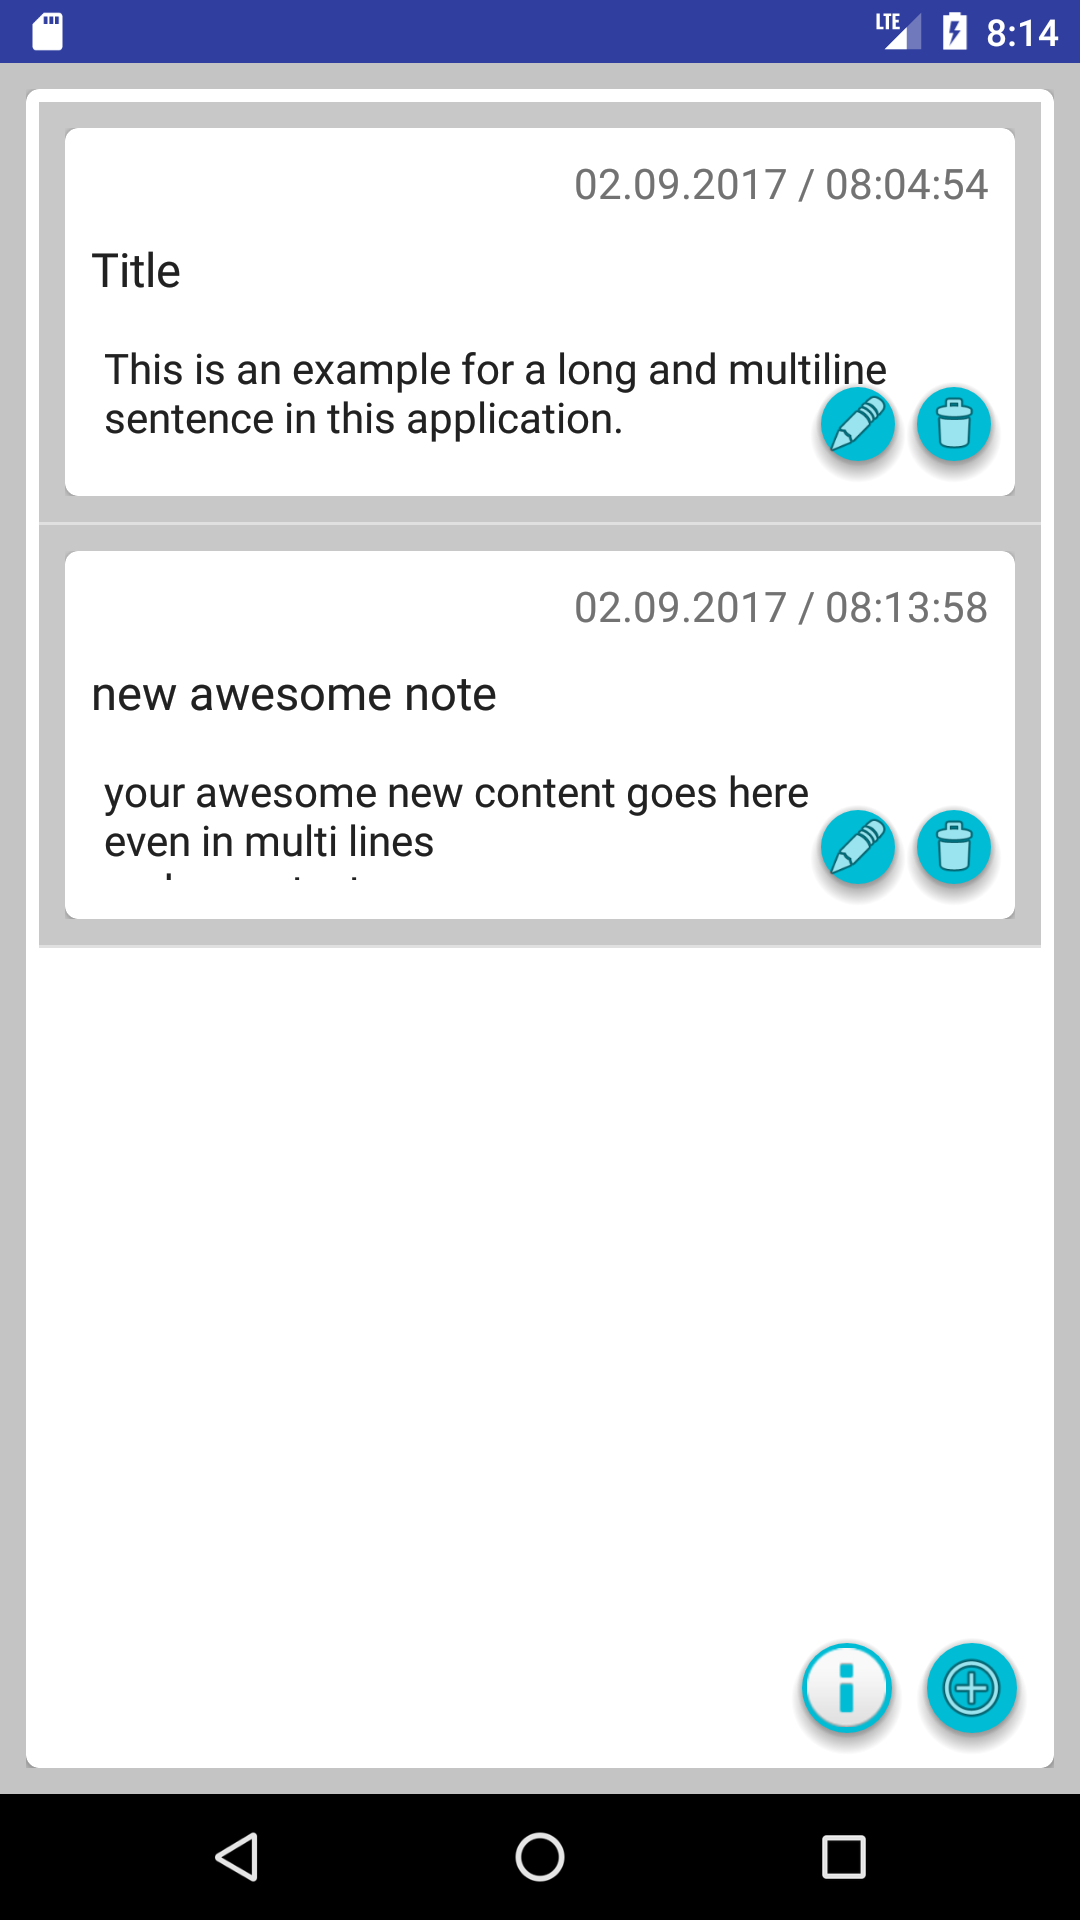 LTE 8:14
02.09.2017 / 08:04:54
Title
This is an example for a long and multiline
sentence in this application.
02.09.2017 / 08:13:58
new awesome note
your awesome new content goes here
even in multi lines